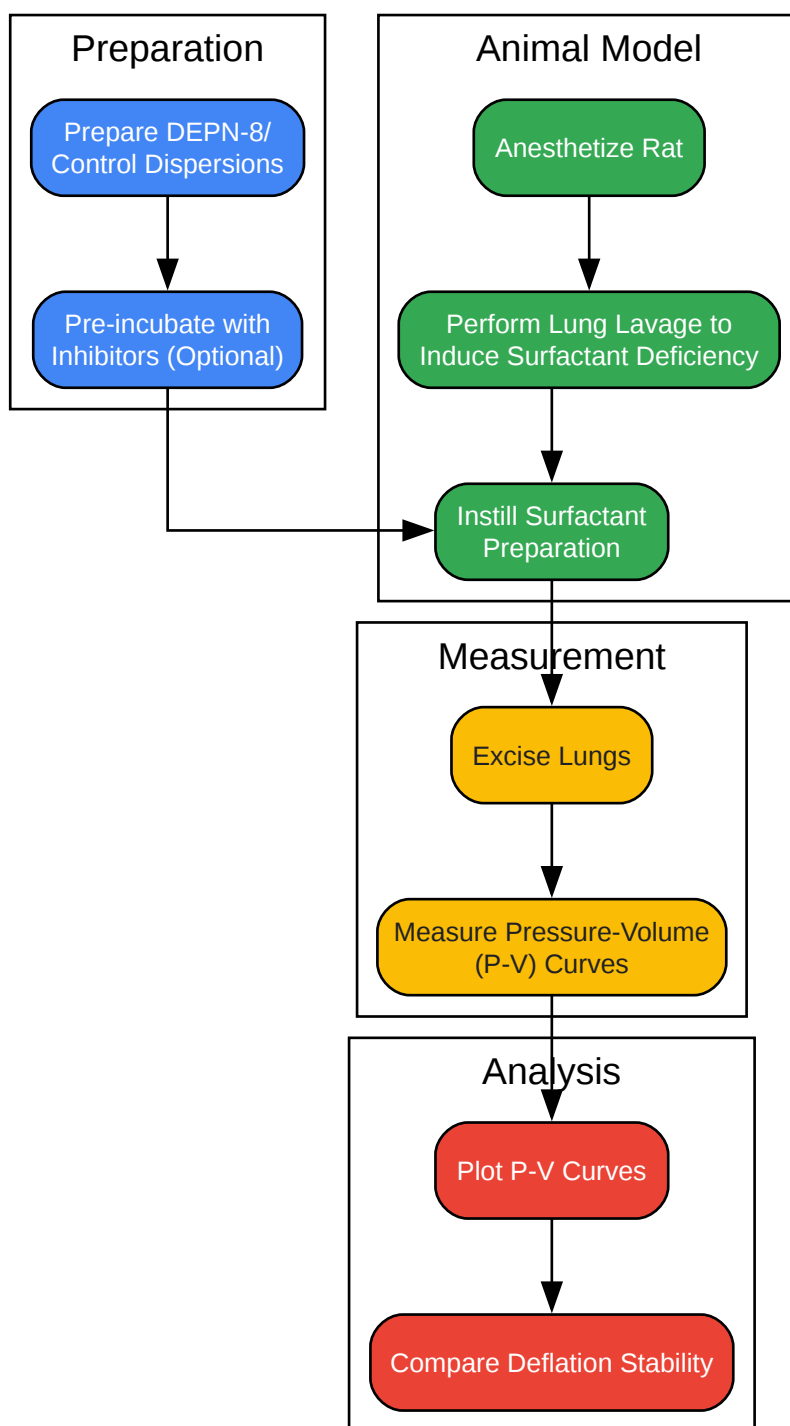 Preparation
Prepare DEPN-8/
Control Dispersions
Pre-incubate with
Inhibitors (Optional)
Animal Model
Anesthetize Rat
Perform Lung Lavage to
Induce Surfactant Deficiency
Instill Surfactant
Preparation
Measurement
Excise Lungs
Measure Pressure-Volume
(P-V) Curves
Analysis
Plot P-V Curves
Compare Deflation Stability